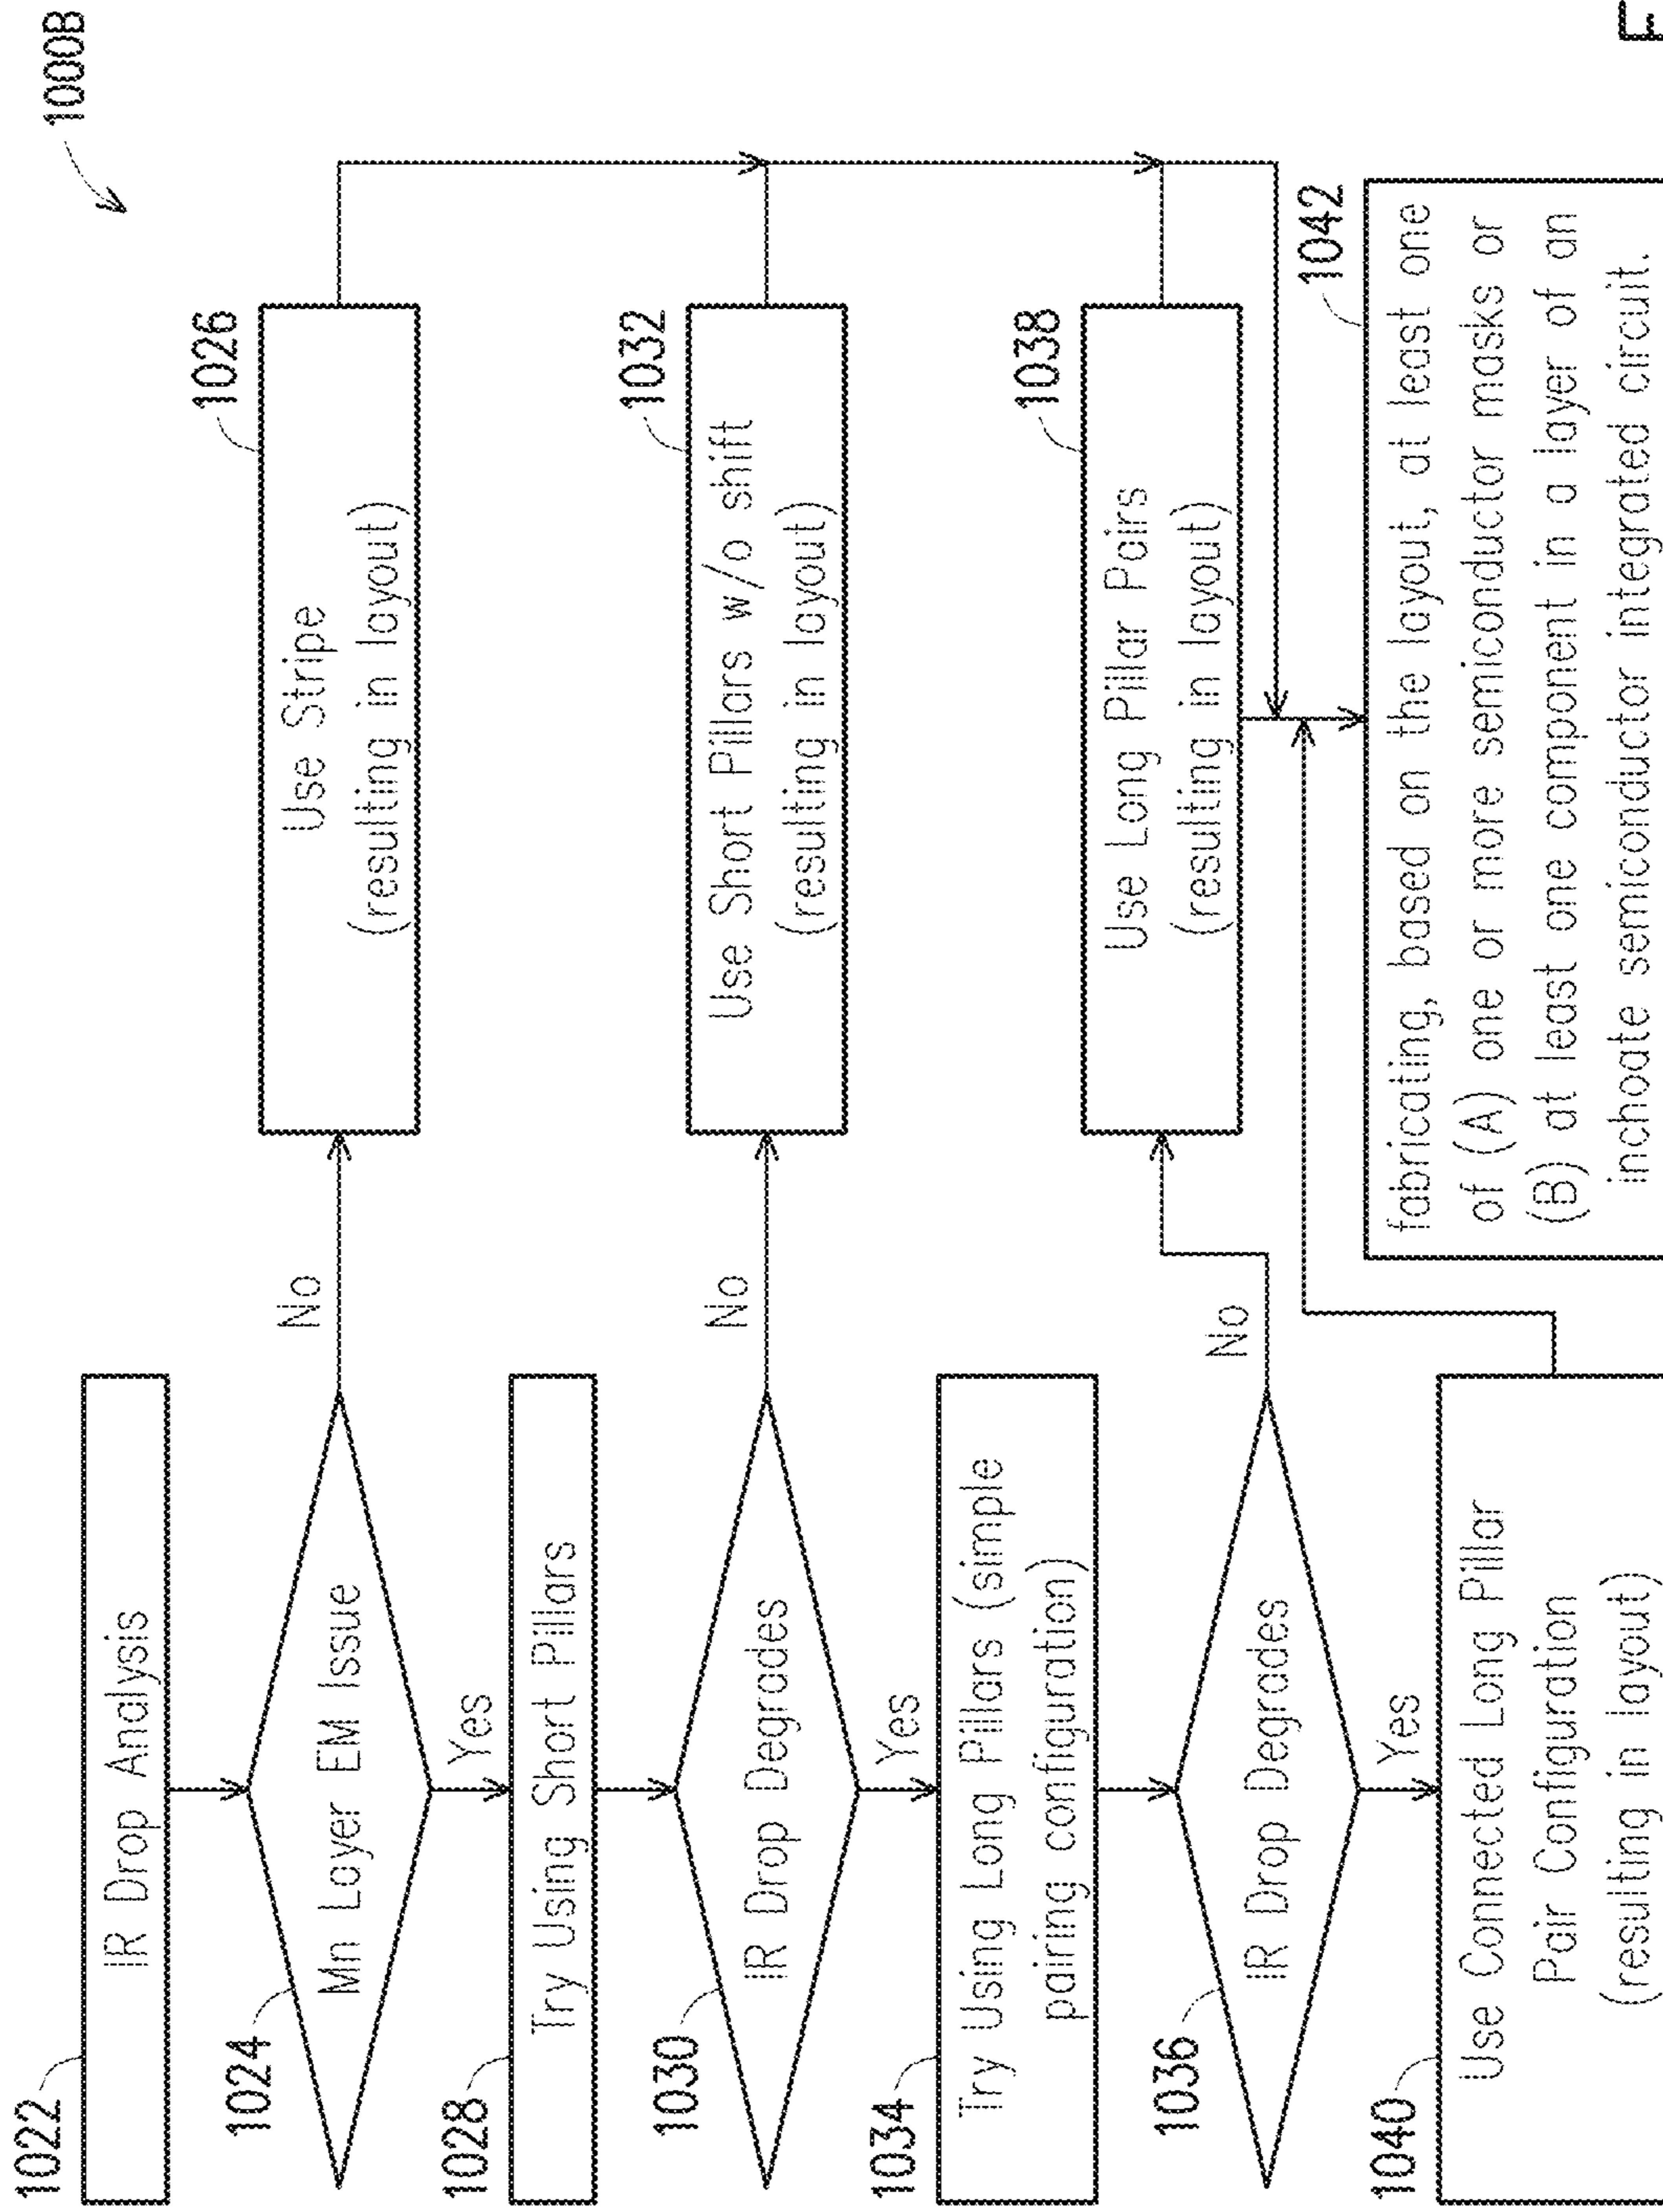 1000B
1022
IR Drop Analysis
1024
Mn Layer EM Issue
No
1026
Use Stripe
(resulting in layout)
Yes
1028
Try Using Short Pillars
1030
IR Drop Degrades
No
1032
Use Short Pillars w/o shift
(resulting in layout)
Yes
1034
Try Using Long Pillars (simple
pairing configuration)
1036
IR Drop Degrades
No
1038
Use Long Pillar Pairs
(resulting in layout)
Yes
1040
Use Connected Long Pillar
Pair Configuration
(resulting in layout)
1042
fabricating, based on the layout, at least one
of (A) one or more semiconductor masks or
(B) at least one component in a layer of an
inchoate semiconductor integrated circuit.